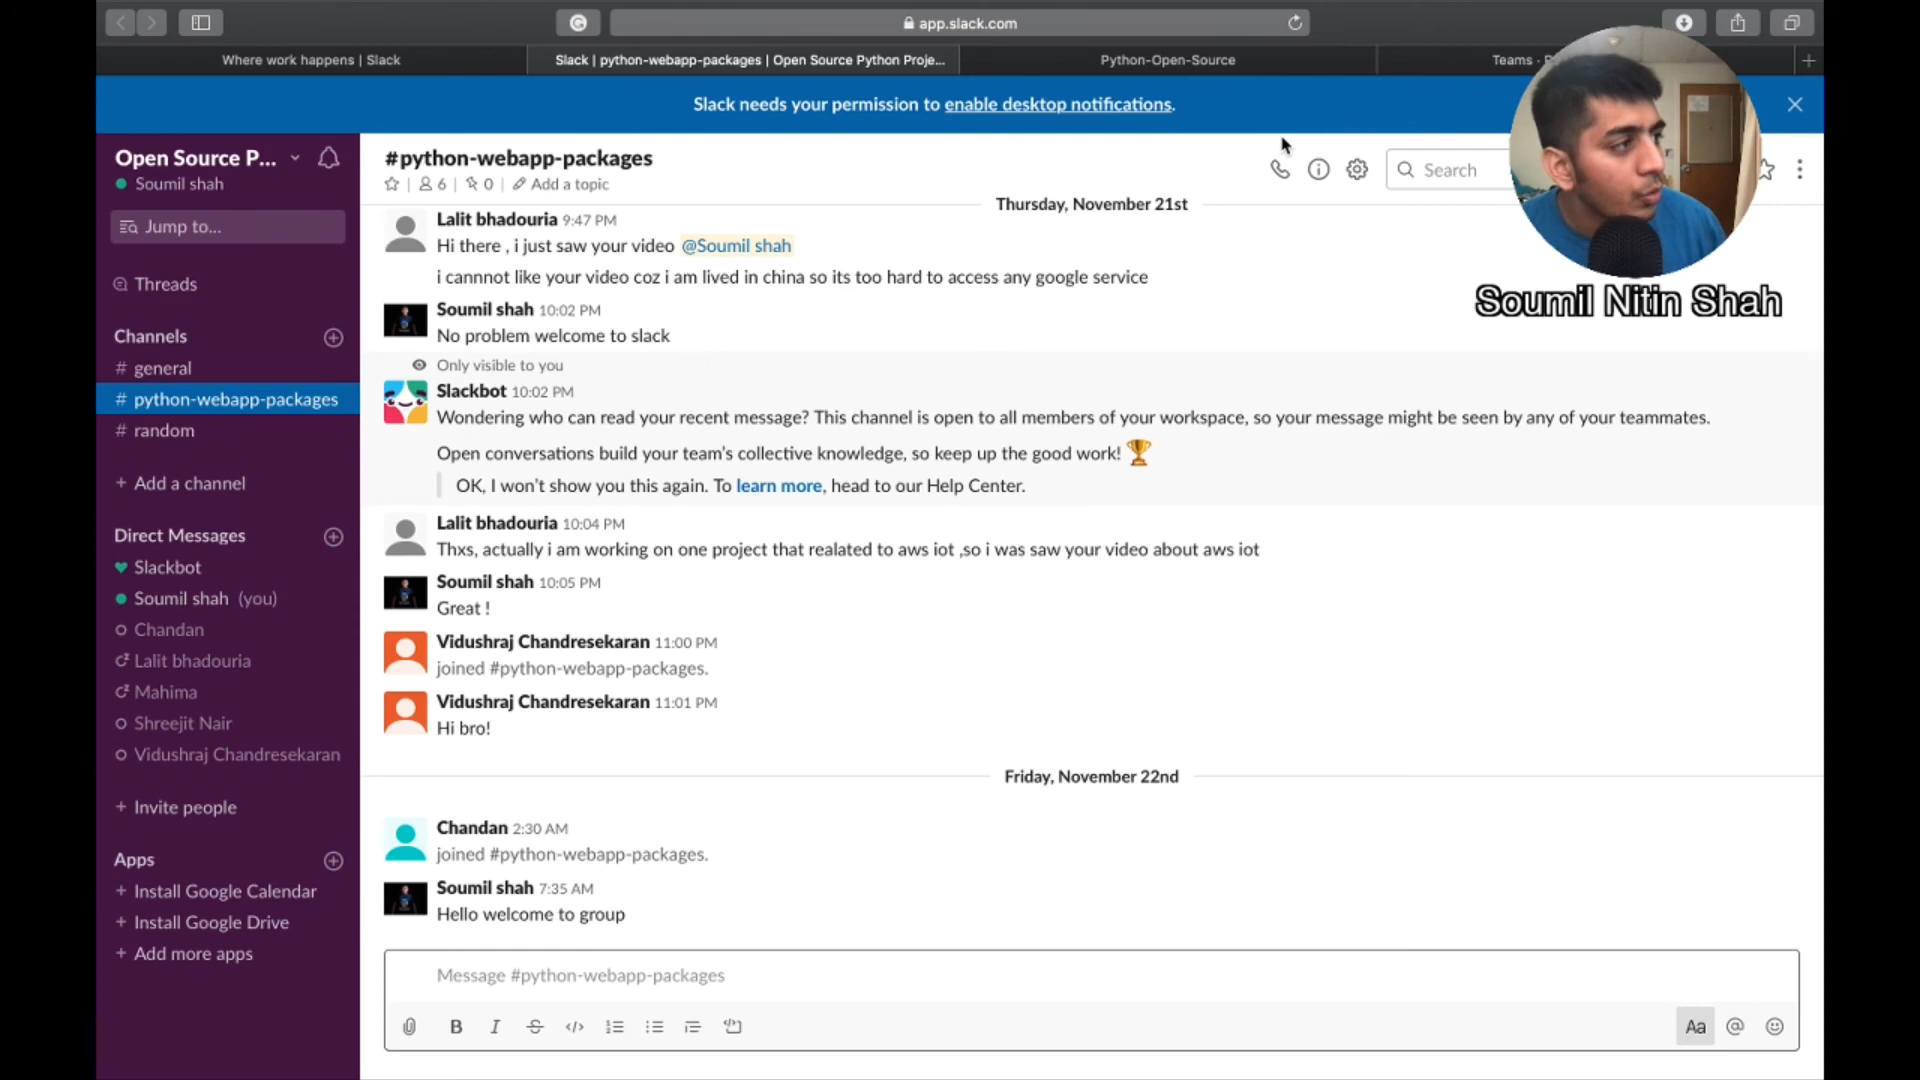 app.slack.com
Where work happens | Slack
Slack | python-webapp-packages | Open Source Python Proje...
Python-Open-Source
Teams
Slack needs your permission to enable desktop notifications.
Open Source P...
Soumil shah
Jump to...
Threads
Channels
# general
# python-webapp-packages
# random
+ Add a channel
Direct Messages
Slackbot
Soumil shah (you)
Chandan
Lalit bhadouria
Mahima
Shreejit Nair
Vidushraj Chandresekaran
+ Invite people
Apps
+ Install Google Calendar
+ Install Google Drive
+ Add more apps
#python-webapp-packages
6 | 0 | Add a topic
Search
Soumil Nitin Shah
Thursday, November 21st
Lalit bhadouria 9:47 PM
Hi there , i just saw your video @Soumil shah
i cannnot like your video coz i am lived in china so its too hard to access any google service
Soumil shah 10:02 PM
No problem welcome to slack
Only visible to you
Slackbot 10:02 PM
Wondering who can read your recent message? This channel is open to all members of your workspace, so your message might be seen by any of your teammates.
Open conversations build your team's collective knowledge, so keep up the good work!
OK, I won't show you this again. To learn more, head to our Help Center.
Lalit bhadouria 10:04 PM
Thxs, actually i am working on one project that realated to aws iot ,so i was saw your video about aws iot
Soumil shah 10:05 PM
Great !
Vidushraj Chandresekaran 11:00 PM
joined #python-webapp-packages.
Vidushraj Chandresekaran 11:01 PM
Hi bro!
Friday, November 22nd
Chandan 2:30 AM
joined #python-webapp-packages.
Soumil shah 7:35 AM
Hello welcome to group
Message #python-webapp-packages
B I S </> Aa @